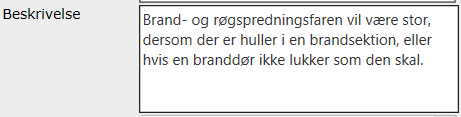 Beskrivelse
Brand- og røgspredningsfaren vil være stor,
dersom der er huller i en brandsektion, eller
hvis en branddør ikke lukker som den skal.